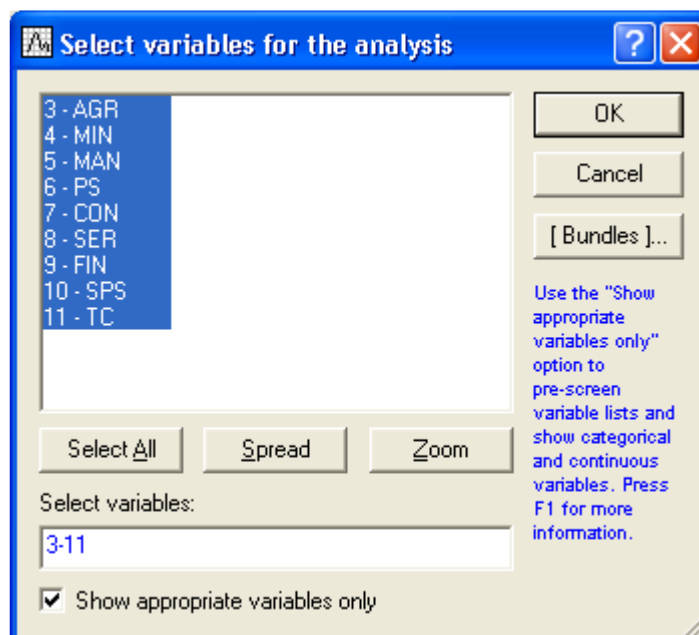 Select variables for the analysis
3 - AGR
4 - MIN
5 - MAN
6 - PS
7 - CON
8 - SER
9 - FIN
10 - SPS
11 - TC
OK
Cancel
[ Bundles ]...
Use the "Show
appropriate
variables only"
option to
pre-screen
variable lists and
show categorical
and continuous
variables. Press
F1 for more
information.
Select All
Spread
Zoom
Select variables:
3-11
Show appropriate variables only